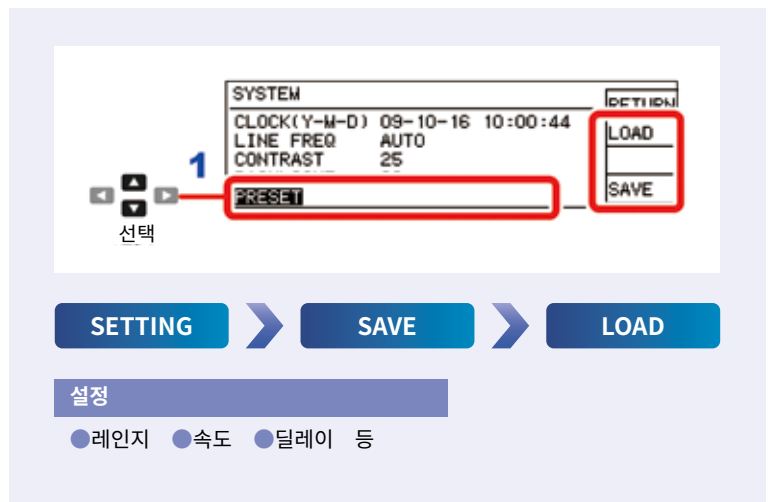 SYSTEM
RETURN
CLOCK(Y-M-D) 09-10-16 10:00:44
LOAD
LINE FREQ AUTO
CONTRAST 25
1
PRESET
SAVE
선택
SETTING
SAVE
LOAD
설정
●레인지 ●속도 ●딜레이 등